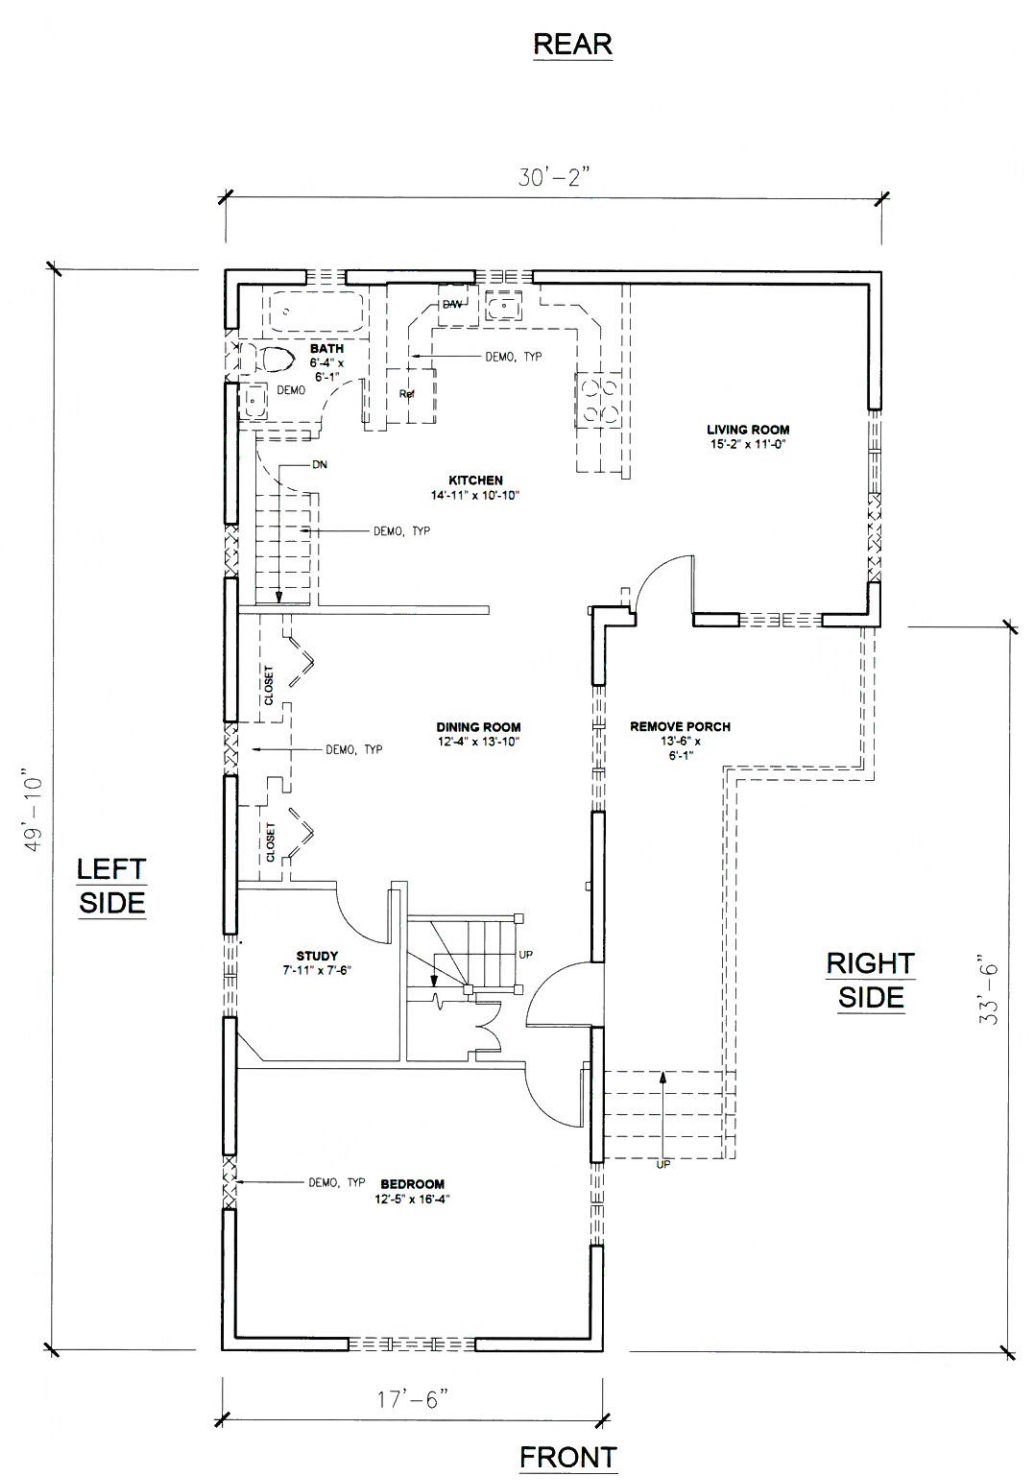 REAR
30'-2"
D/W
BATH
6'-4" x
6'-1"
DEMO
DEMO, TYP
Ref
LIVING ROOM
15'-2" x 11'-0"
DN
KITCHEN
14'-11" x 10'-10"
DEMO, TYP
CLOSET
DINING ROOM
12'-4" x 13'-10"
REMOVE PORCH
13'-6" x
6'-1"
DEMO, TYP
49'-10"
CLOSET
LEFT
SIDE
STUDY
7'-11" x 7'-6"
UP
RIGHT
SIDE
33'-6"
UP
DEMO, TYP
BEDROOM
12'-5" x 16'-4"
17'-6"
FRONT